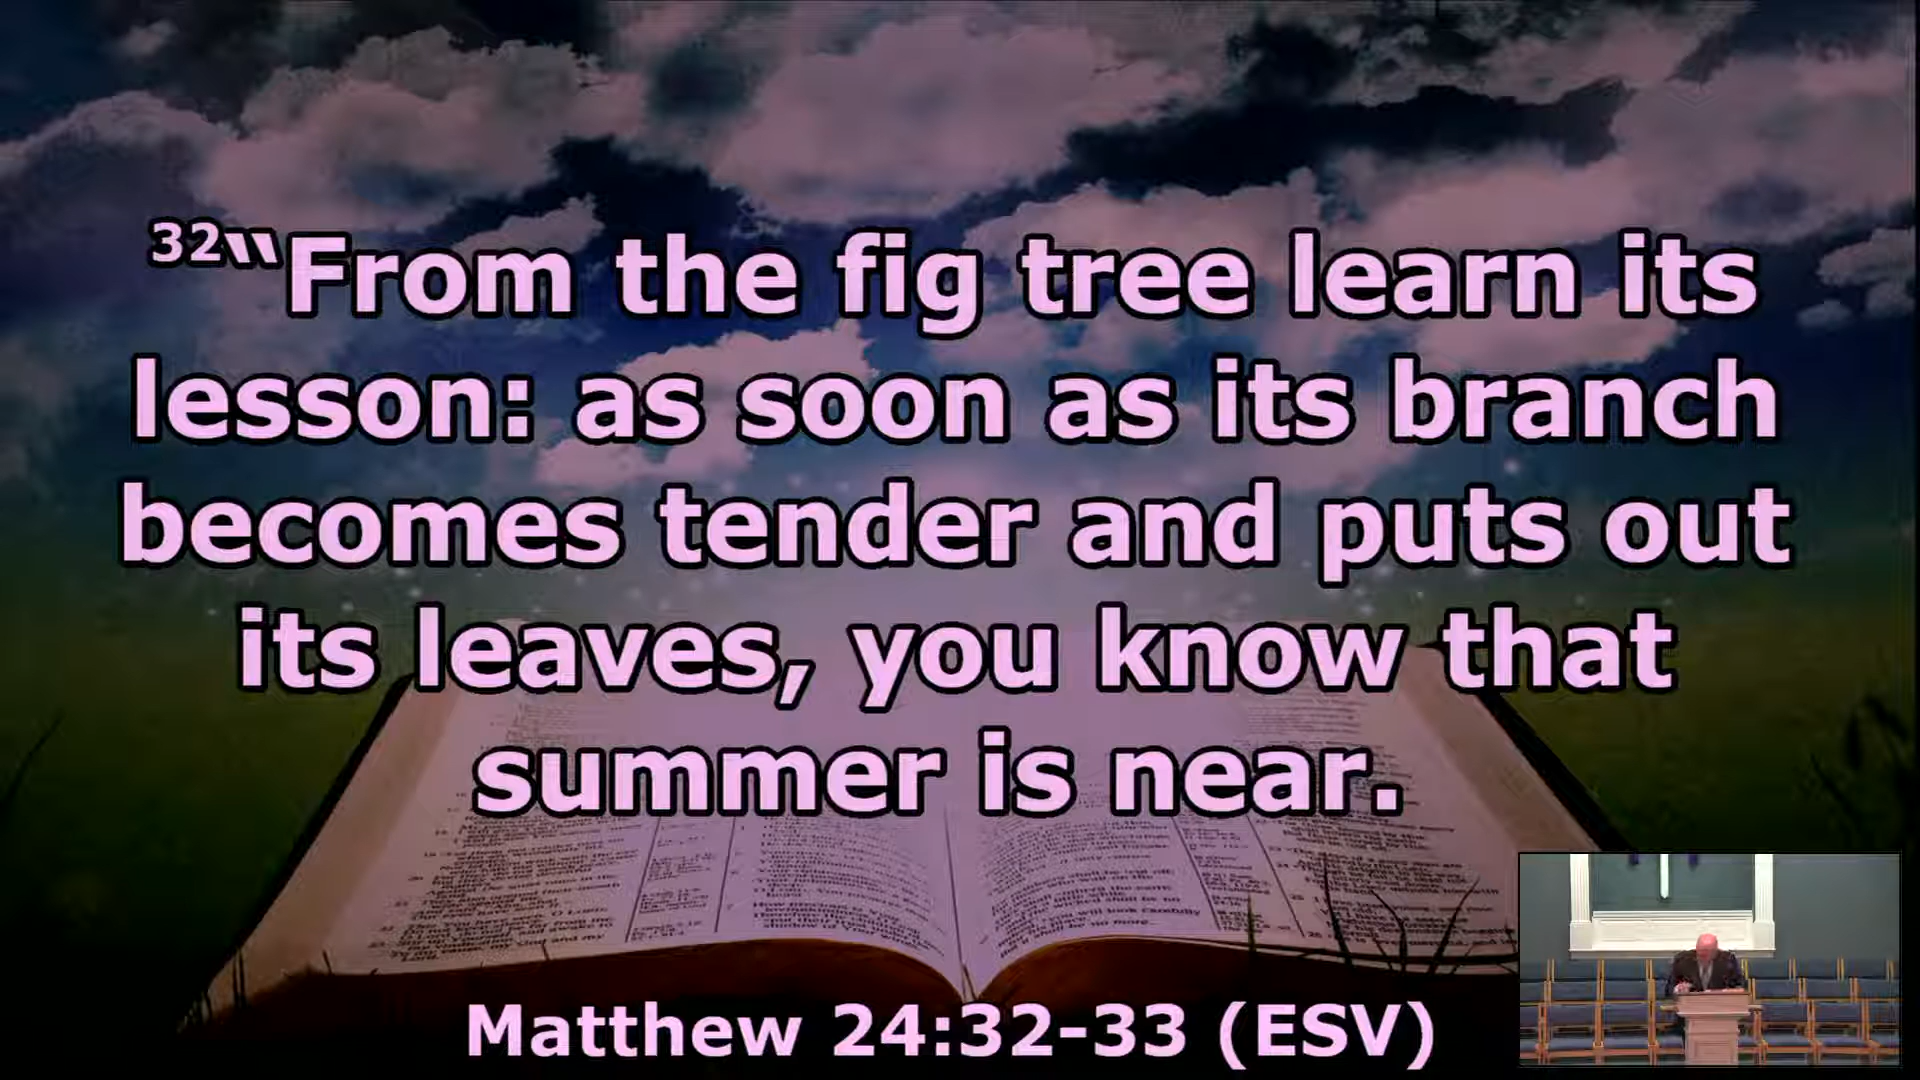 32“From the fig tree learn its
lesson: as soon as its branch
becomes tender and puts out
its leaves, you know that
summer is near.
Matthew 24:32-33 (ESV)